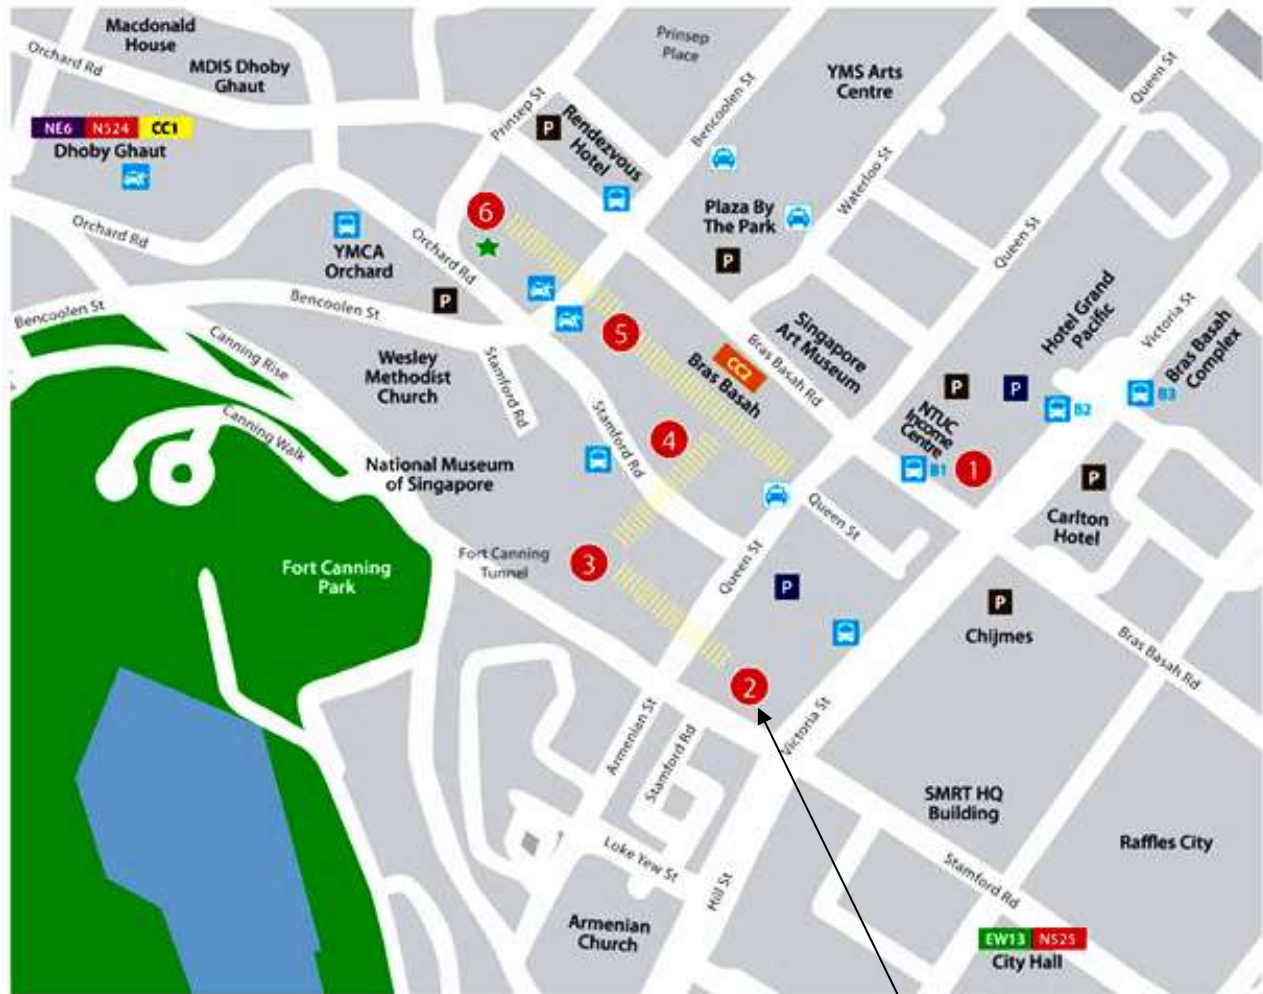 Macdonald
House
Orchard Rd
MDIS Dhoby
Ghaut
Prinsep
Place
YMS Arts
Centre
Queen St
NE6 NS24 CC1
Dhoby Ghaut
Prinsep St
P
Rendezvous
Hotel
Bencoolen St
Waterloo St
6
Plaza By
The Park
P
Orchard Rd
YMCA
Orchard
Orchard Rd
P
Queen St
Bencoolen St
Bencoolen St
Canning Rise
Wesley
Methodist
Church
Stamford Rd
5
CC2
Bras Basah
Bras Basah Rd
Singapore
Art Museum
Hotel Grand
Pacific
Victoria St
Bras Basah
Complex
P
P
B2
B3
NTUC
Income
Centre
B1
1
Canning Walk
National Museum
of Singapore
Stamford Rd
4
P
Carlton
Hotel
Queen St
Fort Canning
Park
Fort Canning
Tunnel
3
Queen St
P
P
Chijmes
Bras Basah Rd
2
Victoria St
Armenian St
Stamford Rd
SMRT HQ
Building
Raffles City
Loke Yew St
Hill St
Stamford Rd
Armenian
Church
EW13 NS25
City Hall